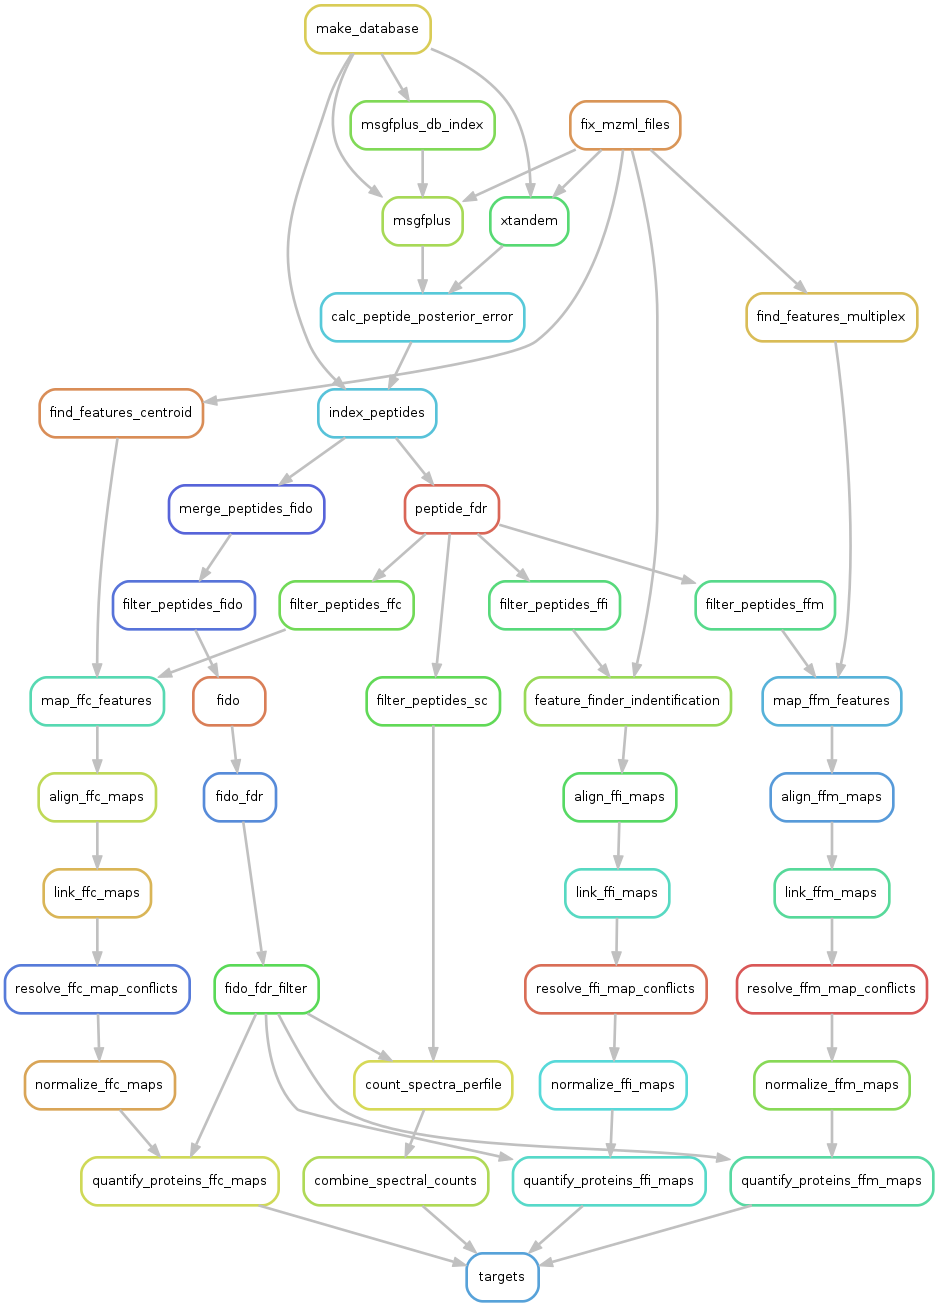 make_database
msgfplus_db_index
fix_mzml_files
msgfplus
xtandem
calc_peptide_posterior_error
find_features_multiplex
find_features_centroid
index_peptides
merge_peptides_fido
peptide_fdr
filter_peptides_fido
filter_peptides_ffc
filter_peptides_ffi
filter_peptides_ffm
map_ffc_features
fido
filter_peptides_sc
feature_finder_indentification
map_ffm_features
align_ffc_maps
fido_fdr
align_ffi_maps
align_ffm_maps
link_ffc_maps
link_ffi_maps
link_ffm_maps
resolve_ffc_map_conflicts
fido_fdr_filter
resolve_ffi_map_conflicts
resolve_ffm_map_conflicts
normalize_ffc_maps
count_spectra_perfile
normalize_ffi_maps
normalize_ffm_maps
quantify_proteins_ffc_maps
combine_spectral_counts
quantify_proteins_ffi_maps
quantify_proteins_ffm_maps
targets